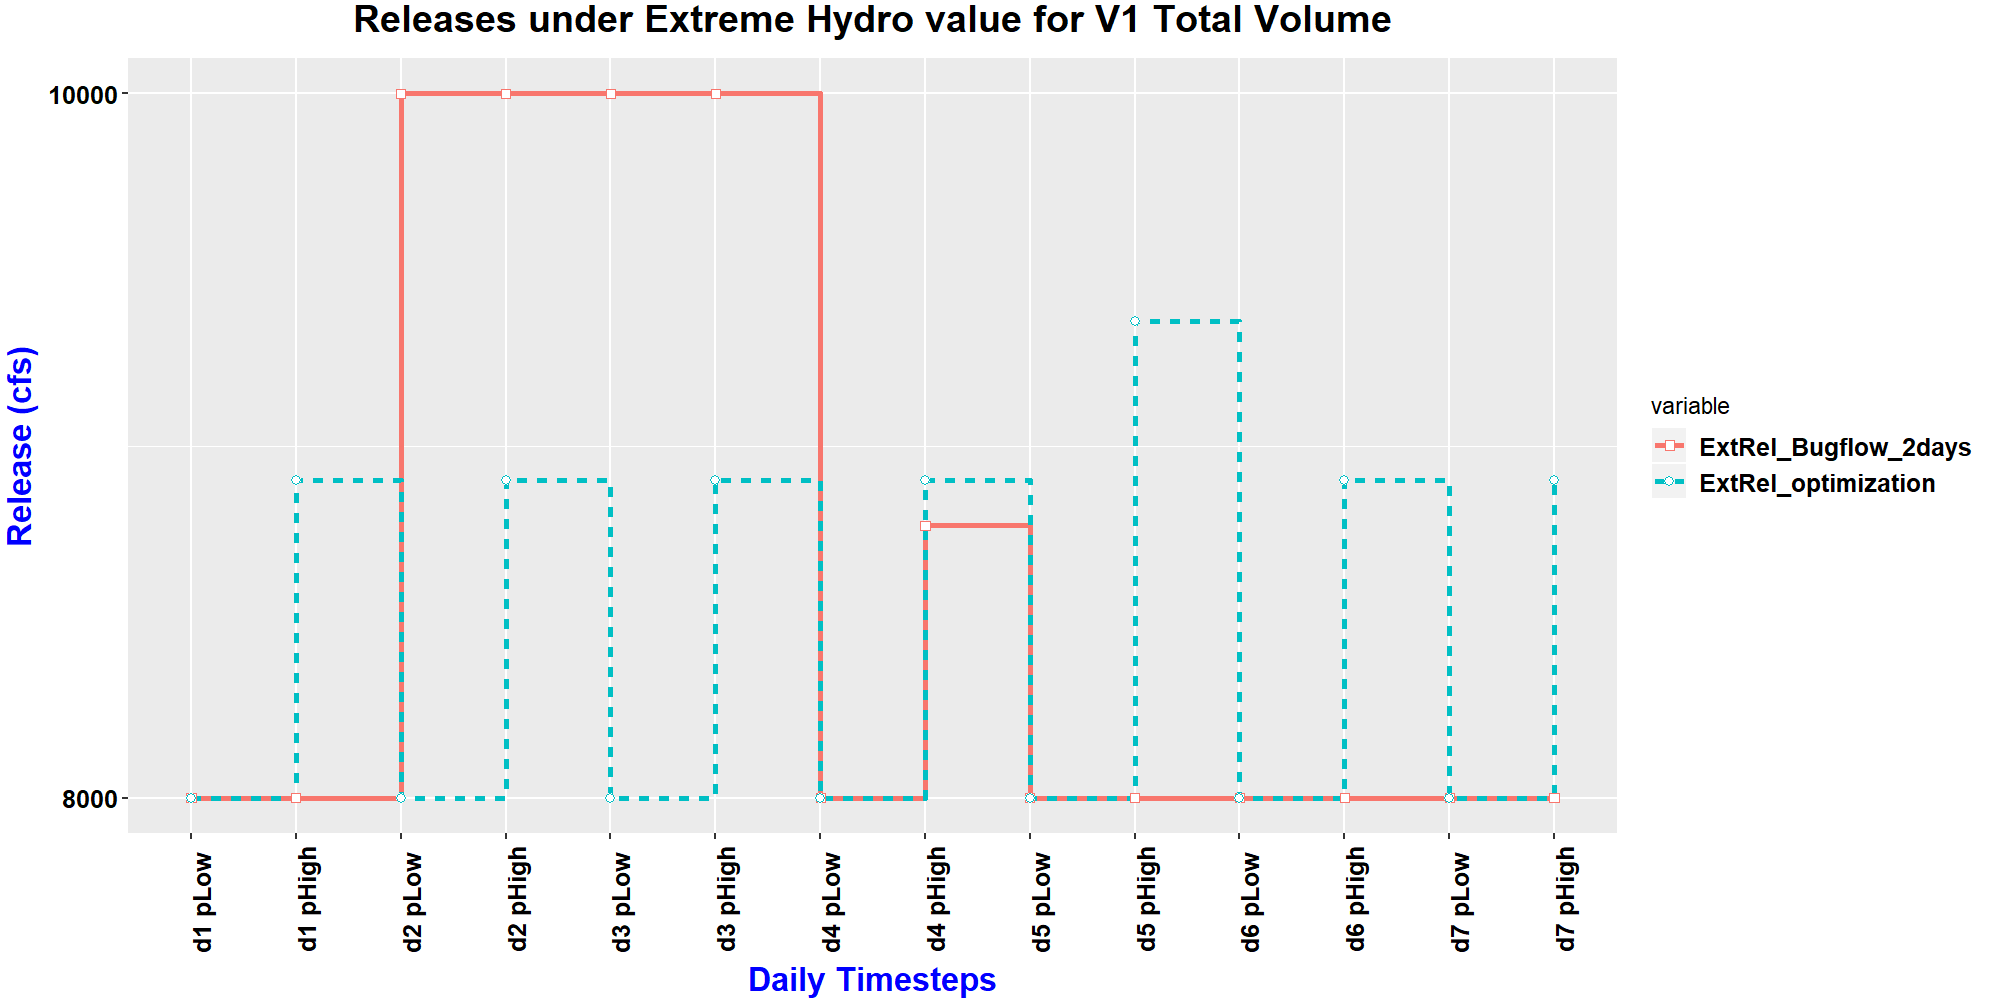 Releases under Extreme Hydro value for V1 Total Volume
10000
8000
Release (cfs)
d1 pLow
d1 pHigh
d2 pLow
d2 pHigh
d3 pLow
d3 pHigh
d4 pLow
d4 pHigh
d5 pLow
d5 pHigh
d6 pLow
d6 pHigh
d7 pLow
d7 pHigh
Daily Timesteps
variable
ExtRel_Bugflow_2days
ExtRel_optimization